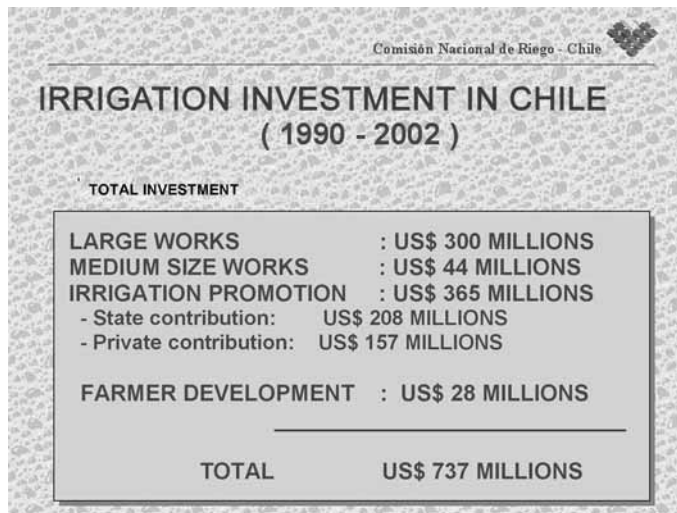 Comisión Nacional de Riego - Chile
IRRIGATION INVESTMENT IN CHILE
( 1990 - 2002 )
TOTAL INVESTMENT
LARGE WORKS : US$ 300 MILLIONS
MEDIUM SIZE WORKS : US$ 44 MILLIONS
IRRIGATION PROMOTION : US$ 365 MILLIONS
- State contribution: US$ 208 MILLIONS
- Private contribution: US$ 157 MILLIONS
FARMER DEVELOPMENT : US$ 28 MILLIONS
TOTAL US$ 737 MILLIONS